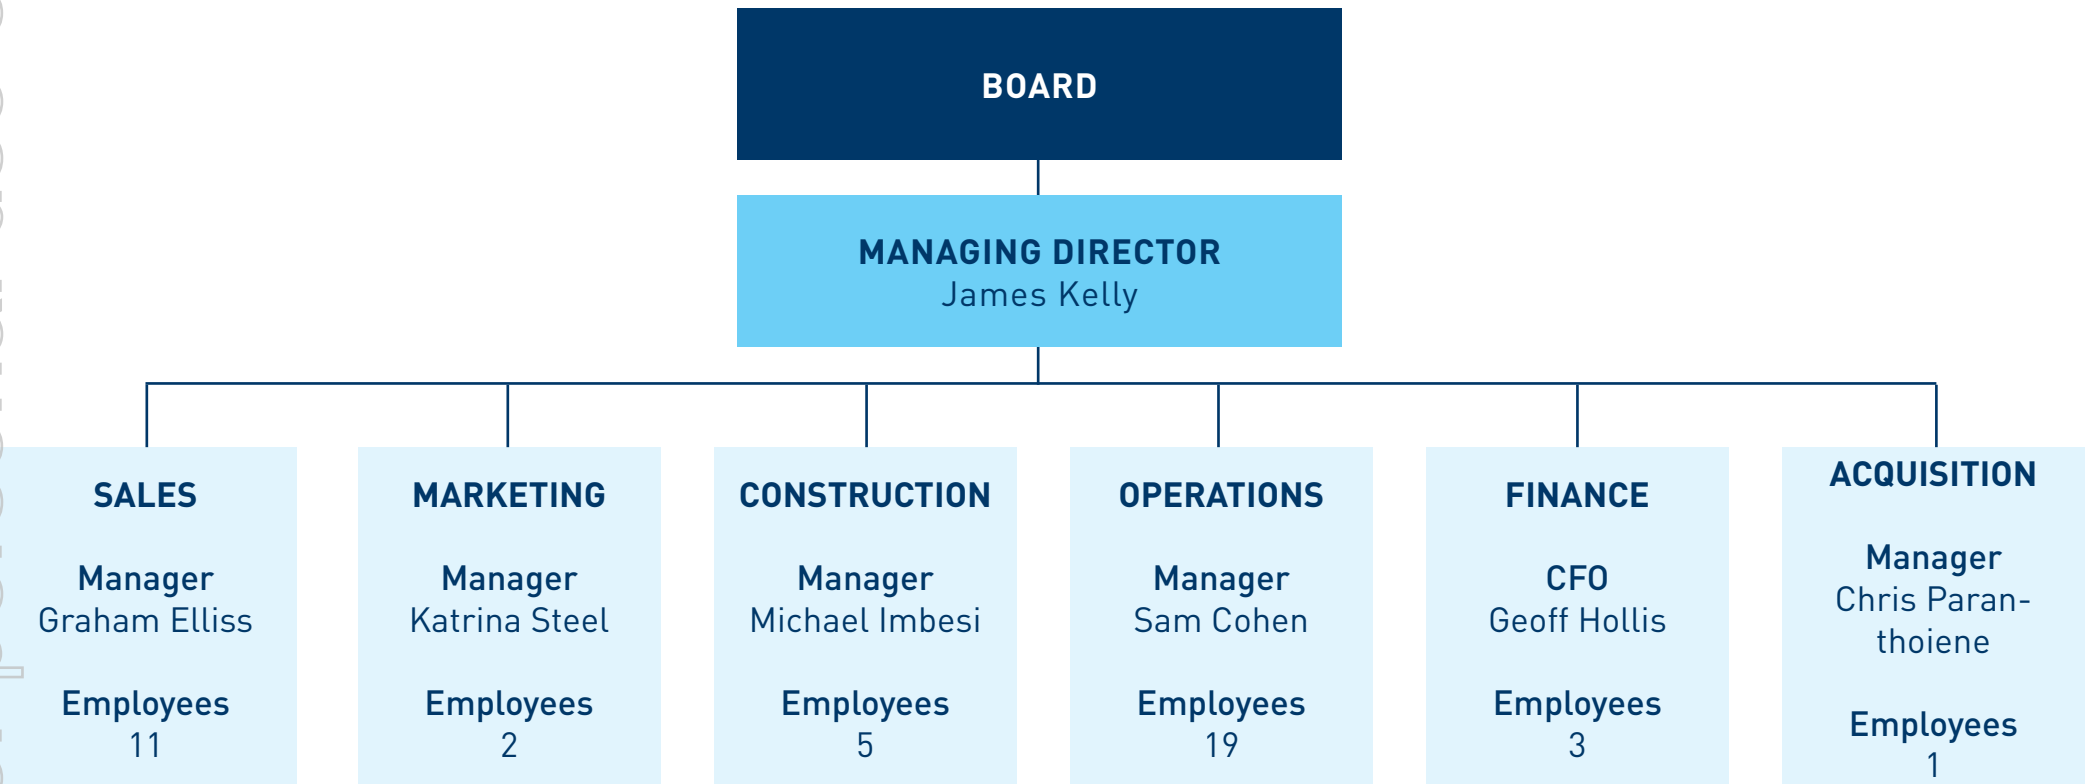 BOARD
MANAGING DIRECTOR
James Kelly
SALES
Manager
Graham Elliss
Employees
11
MARKETING
Manager
Katrina Steel
Employees
2
CONSTRUCTION
Manager
Michael Imbesi
Employees
5
OPERATIONS
Manager
Sam Cohen
Employees
19
FINANCE
CFO
Geoff Hollis
Employees
3
ACQUISITION
Manager
Chris Paran-
thoiene
Employees
1